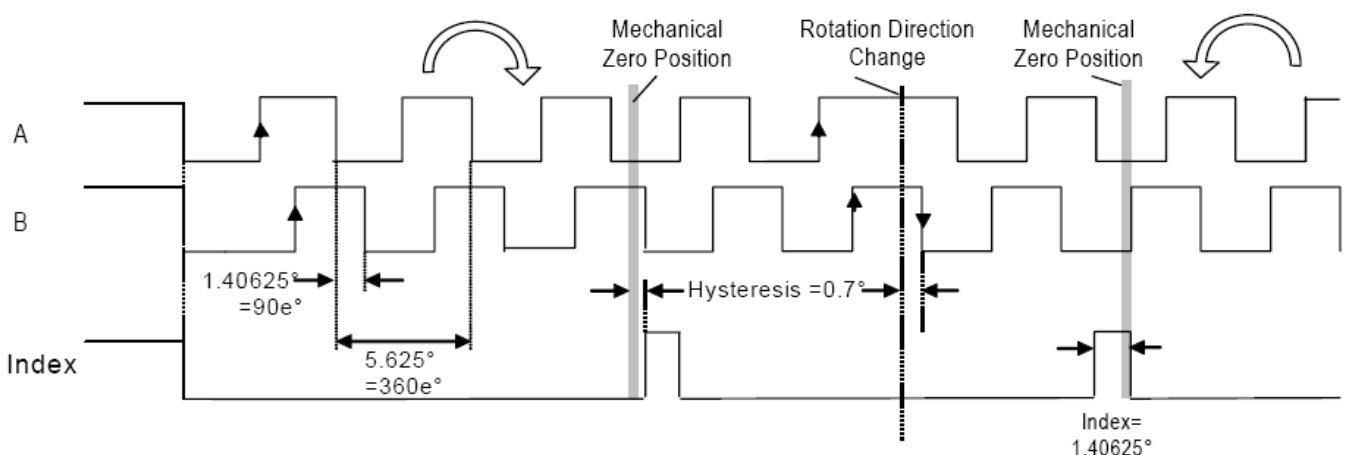 Mechanical
Zero Position
Rotation Direction
Change
Mechanical
Zero Position
A
B
1.40625°
=90e°
Hysteresis =0.7°
Index
5.625°
=360e°
Index=
1.40625°